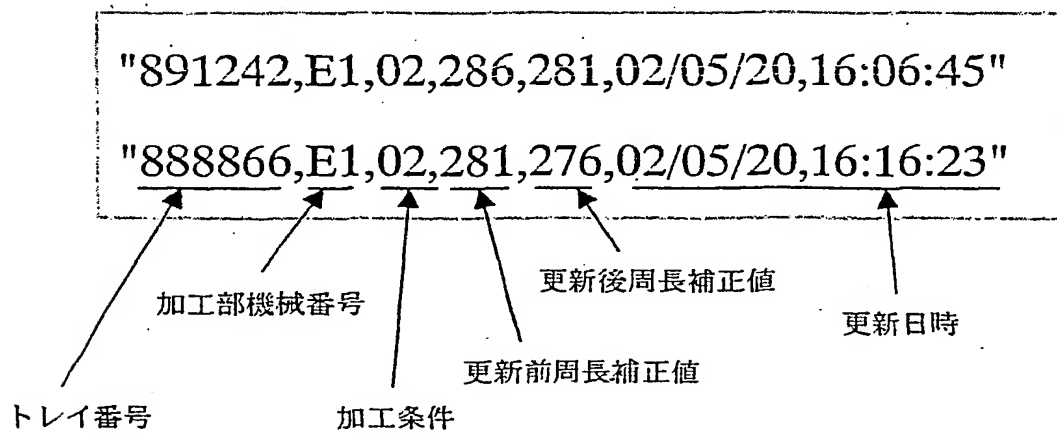 "891242,E1,02,286,281,02/05/20,16:06:45"
"888866,E1,02,281,276,02/05/20,16:16:23"
更新後周長補正値
加工部機械番号
更新日時
更新前周長補正値
トレイ番号
加工条件